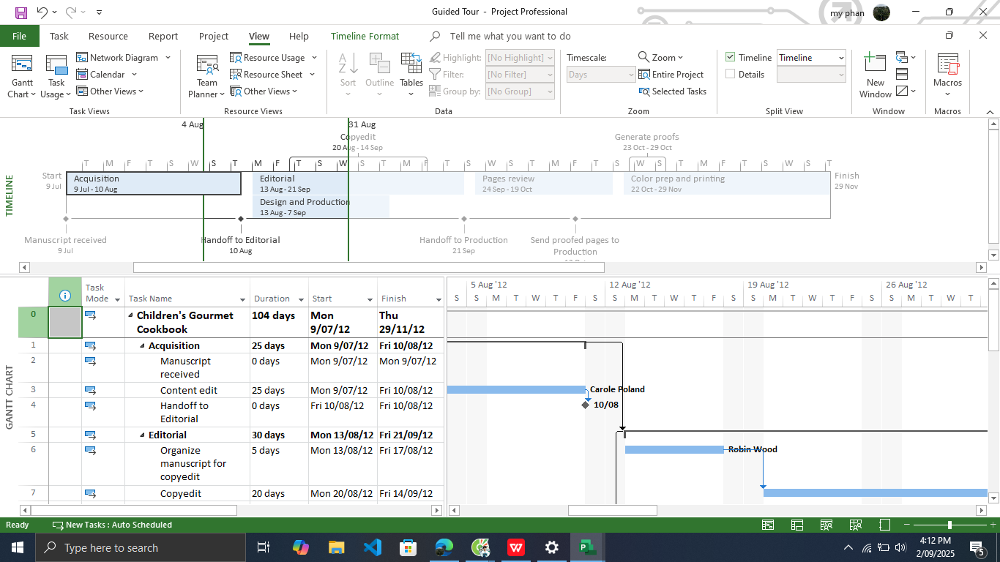 Guided Tour - Project Professional
my phan
File Task Resource Report Project View Help Timeline Format Tell me what you want to do
Gantt Chart
Task Usage
Network Diagram
Calendar
Other Views
Task Views
Team Planner
Resource Usage
Resource Sheet
Other Views
Resource Views
Sort
Outline
Tables
Highlight: [No Highlight]
Filter: [No Filter]
Group by: [No Group]
Data
Timescale:
Days
Zoom
Entire Project
Selected Tasks
Zoom
Timeline Timeline
Details
Split View
New Window
Window
Macros
Macros
TIMELINE
4 Aug 31 Aug
Copyedit
20 Aug - 14 Sep
Generate proofs
23 Oct - 29 Oct
T M F T S W S T M F T S W S T M F T S W S T M F T S W S T M F T S W S T
Start
9 Jul
Acquisition
9 Jul - 10 Aug
Editorial
13 Aug - 21 Sep
Pages review
24 Sep - 19 Oct
Color prep and printing
22 Oct - 29 Nov
Finish
29 Nov
Design and Production
13 Aug - 7 Sep
Manuscript received
9 Jul
Handoff to Editorial
10 Aug
Handoff to Production
21 Sep
Send proofed pages to
Production
GANTT CHART
Task Mode Task Name Duration Start Finish
5 Aug '12 12 Aug '12 19 Aug '12 26 Aug '12
S S M T W T F S S M T W T F S S M T W T F S S M T W T
0 Children's Gourmet Cookbook 104 days Mon 9/07/12 Thu 29/11/12
1 Acquisition 25 days Mon 9/07/12 Fri 10/08/12
2 Manuscript received 0 days Mon 9/07/12 Mon 9/07/12
3 Content edit 25 days Mon 9/07/12 Fri 10/08/12
Carole Poland
4 Handoff to Editorial 0 days Fri 10/08/12 Fri 10/08/12
10/08
5 Editorial 30 days Mon 13/08/12 Fri 21/09/12
6 Organize manuscript for copyedit 5 days Mon 13/08/12 Fri 17/08/12
Robin Wood
7 Copyedit 20 days Mon 20/08/12 Fri 14/09/12
Ready New Tasks : Auto Scheduled
Type here to search
4:12 PM
2/09/2025
5